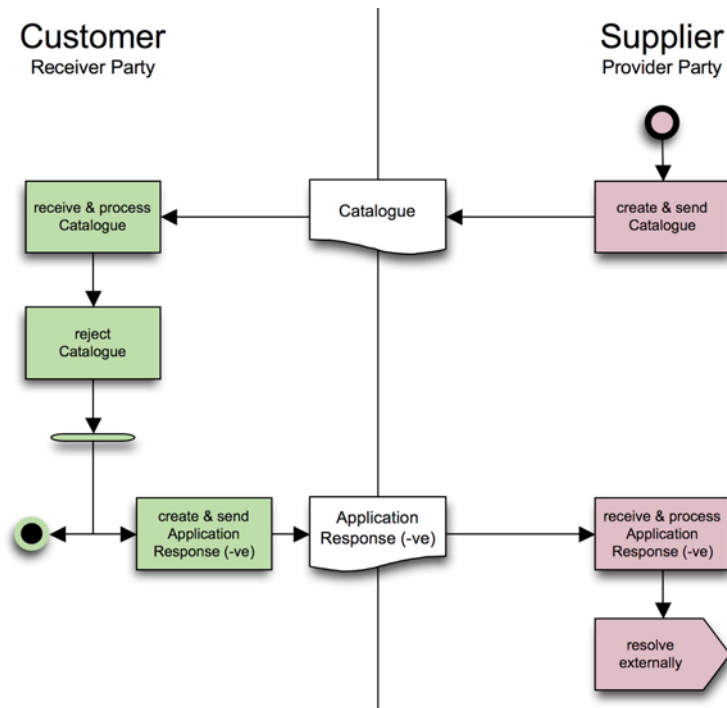 Customer
Receiver Party
Supplier
Provider Party
receive & process
Catalogue
Catalogue
create & send
Catalogue
reject
Catalogue
create & send
Application
Response (-ve)
Application
Response (-ve)
receive & process
Application
Response (-ve)
resolve
externally